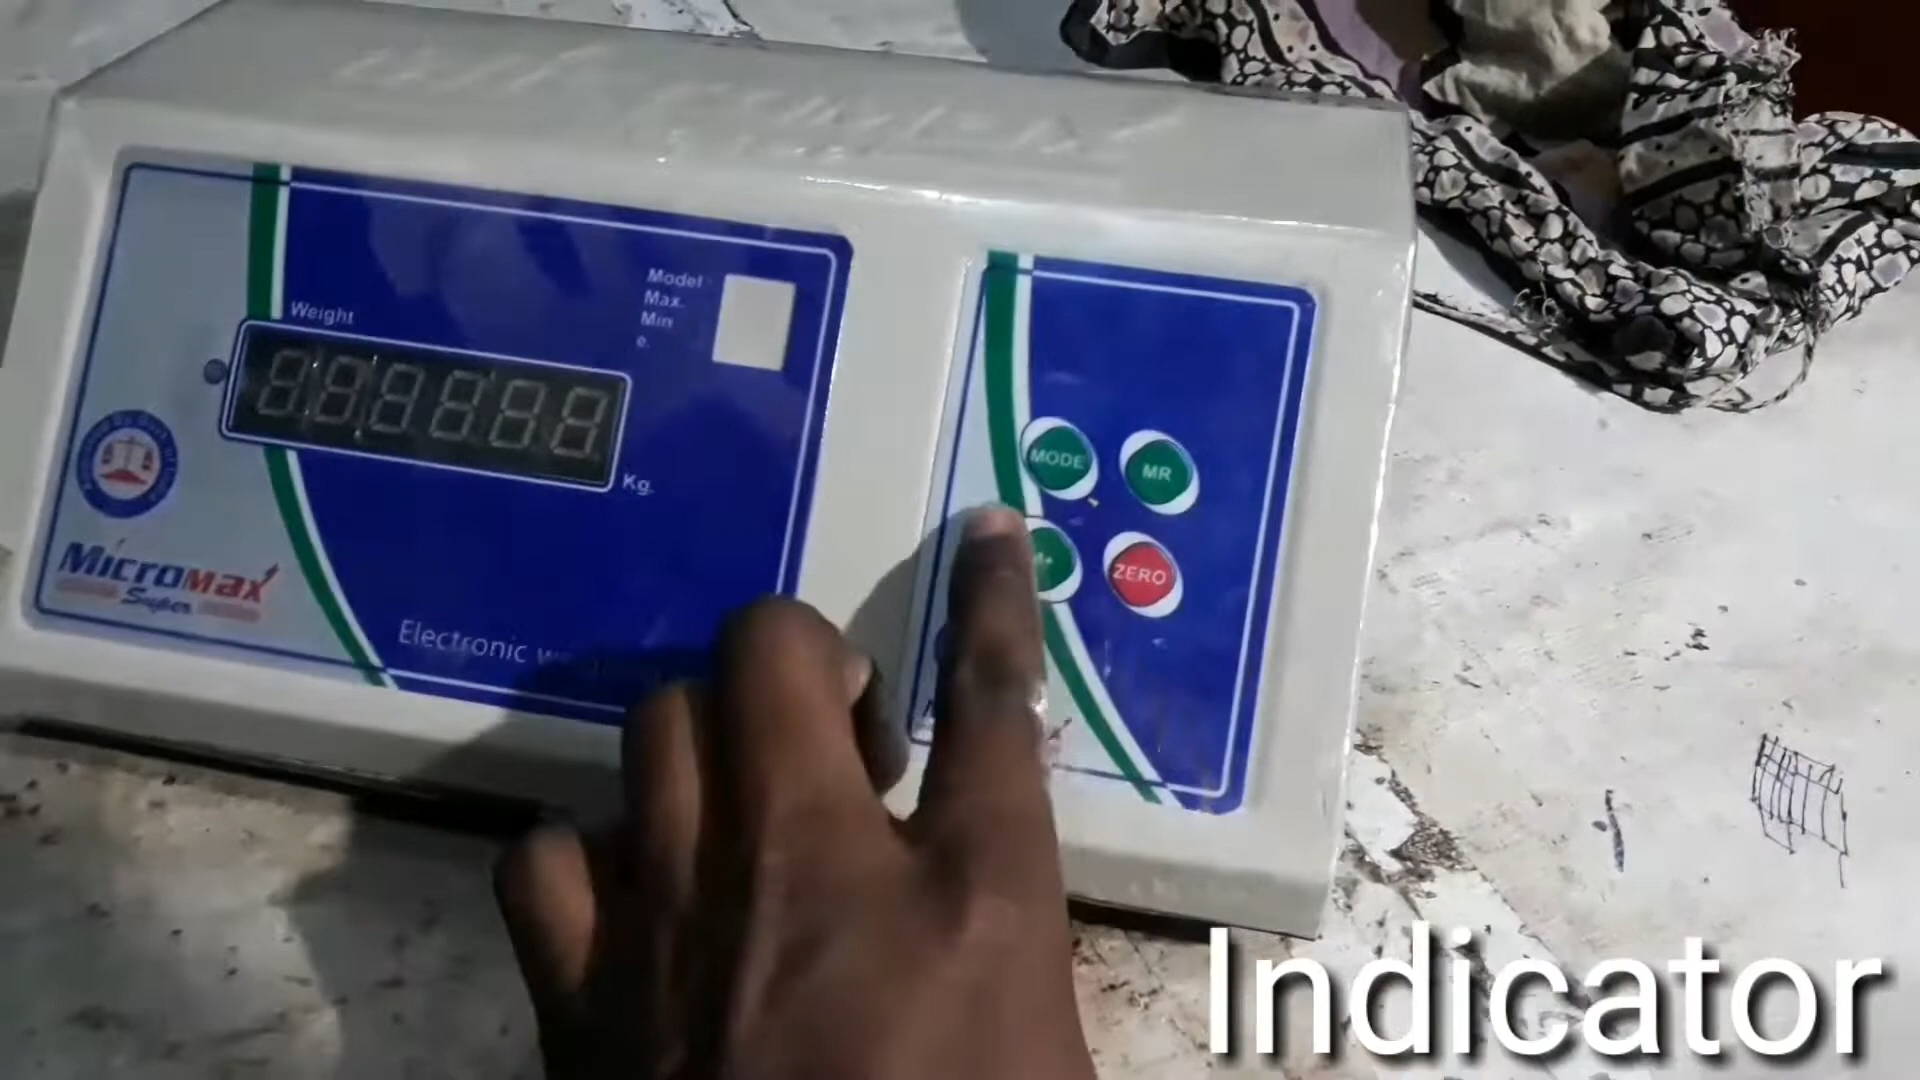 Model
Max.
Min
e.
Weight
Kg.
Micromax
Super
Electronic
MODE
MR
M+
ZERO
Indicator